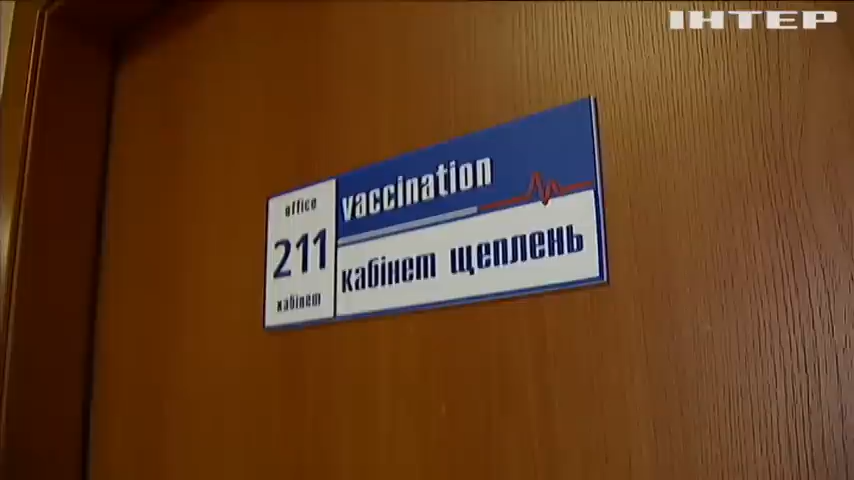 ІНТЕР
office
211
кабінет
vaccination
кабінет щеплень